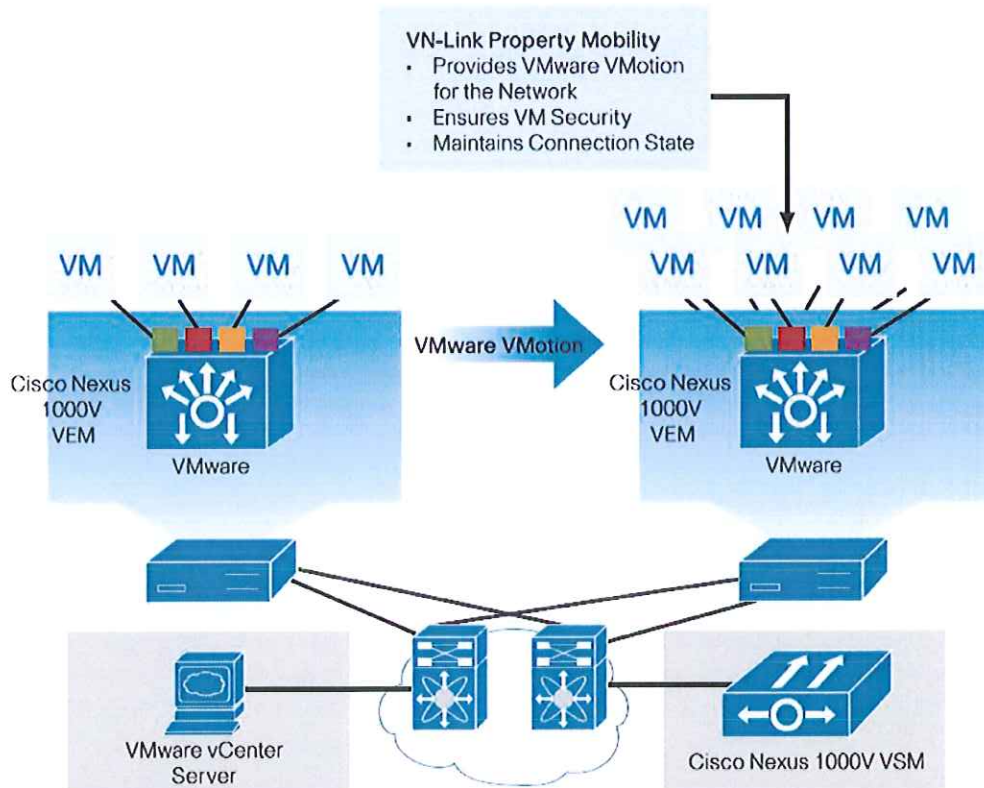 VN-Link Property Mobility
• Provides VMware VMotion
for the Network
• Ensures VM Security
• Maintains Connection State
VM VM VM VM
VM VM VM VM
VM VM VM VM
VMware VMotion
Cisco Nexus
1000V
VEM
VMware
Cisco Nexus
1000V
VEM
VMware
VMware vCenter
Server
Cisco Nexus 1000V VSM